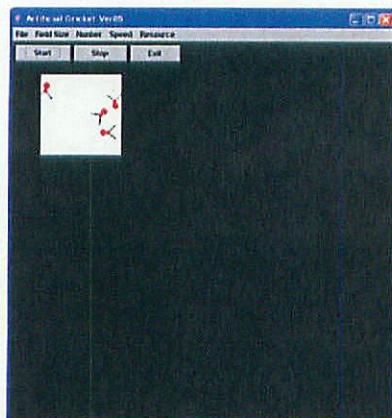 Artificial Cricket Ver05
File Field Size Number Speed Resource
Start Stop Exit